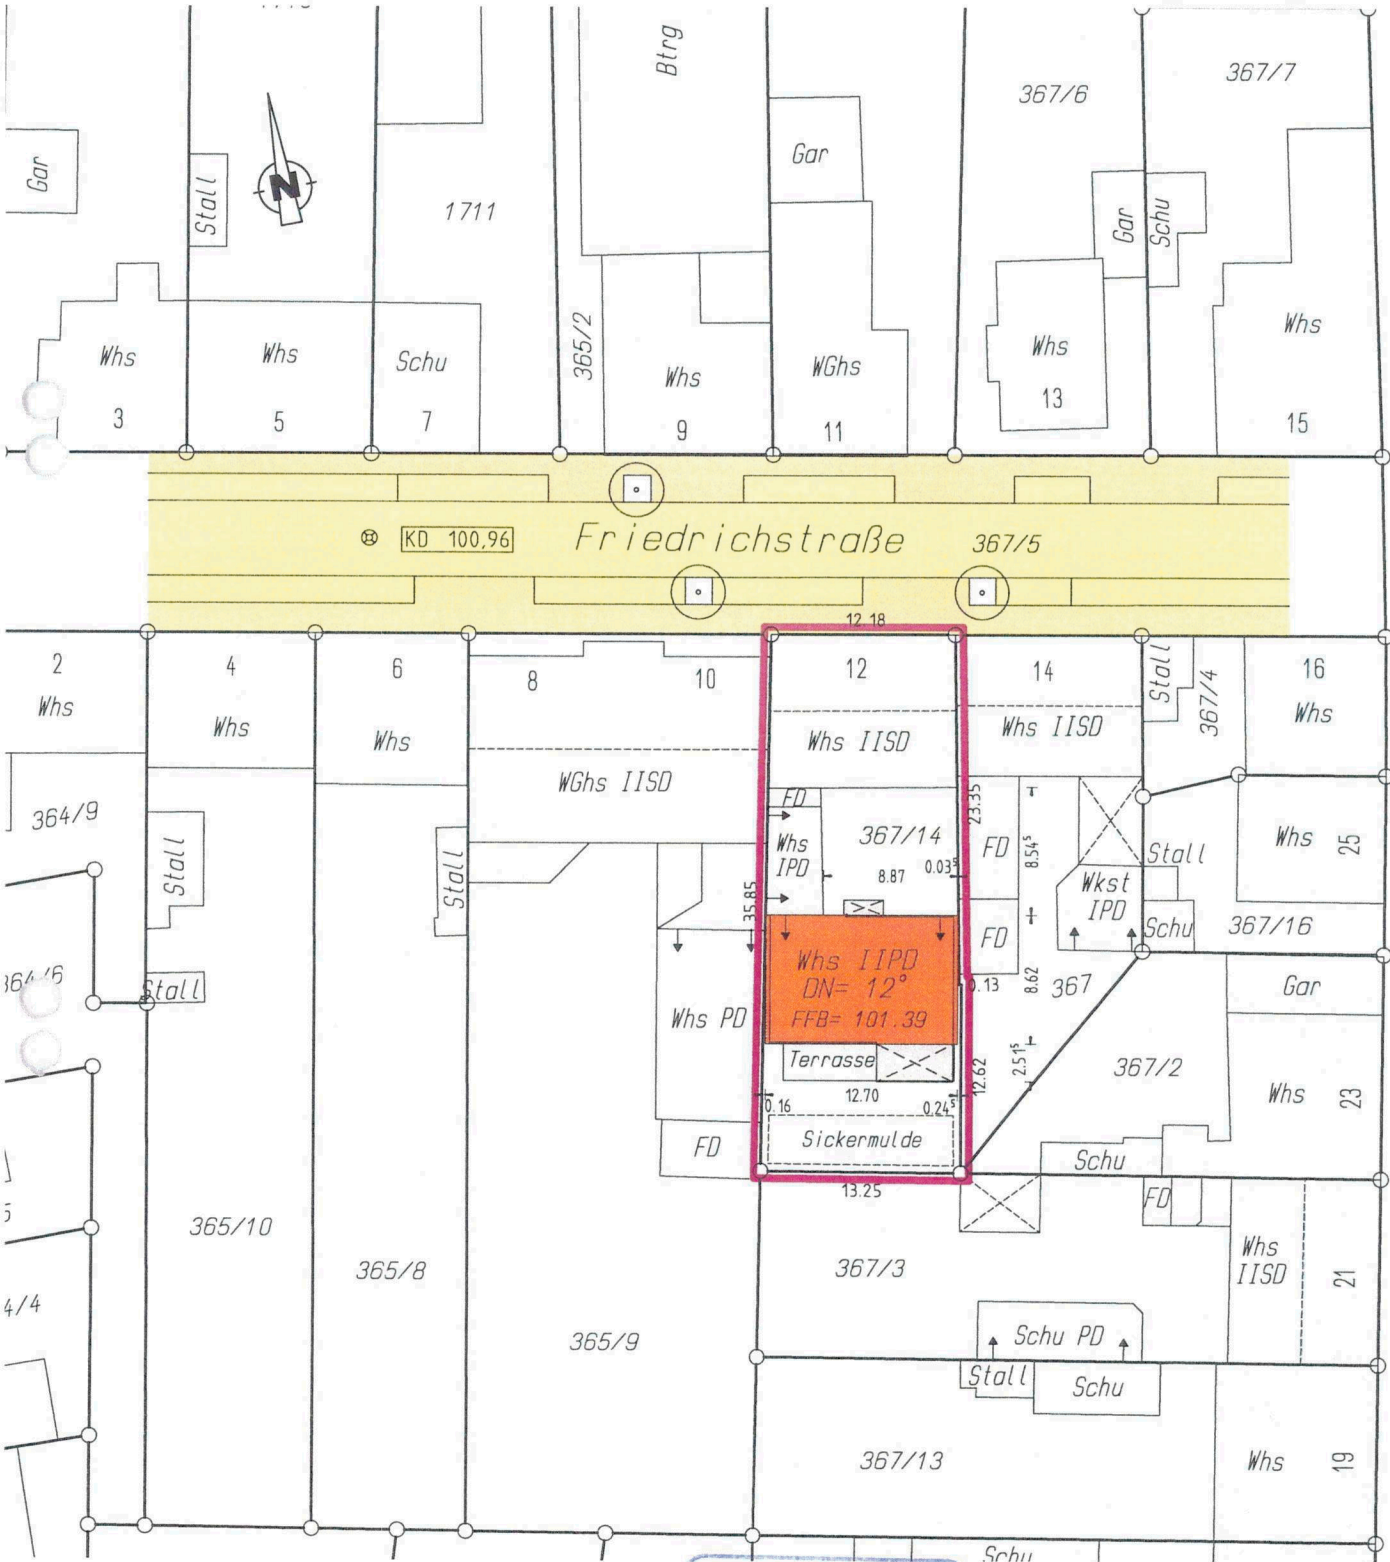 Btrg
367/7
367/6
Gar
Gar
Stall
N
1711
Gar
Schu
365/2
Whs
Whs
Schu
Whs
WGhs
Whs
Whs
3
5
7
9
11
13
15
KD 100,96
Friedrichstraße
367/5
12.18
2
Whs
4
Whs
6
Whs
8
10
12
14
Stall
367/4
16
Whs
WGhs IISD
Whs IISD
Whs IISD
364/9
Stall
Stall
FD
Whs
IPD
367/14
23.35
8.87
0.03⁵
35.85
FD
8.54⁵
Wkst
IPD
Stall
Whs
25
FD
Schu
367/16
364/6
Stall
Whs PD
Whs IIPD
DN= 12°
FFB= 101.39
0.13
8.62
367
Gar
Terrasse
12.62
2.51⁵
367/2
Whs
23
0.16
12.70
0.24⁵
FD
Sickermulde
Schu
13.25
5
365/10
365/8
367/3
FD
Whs
IISD
21
4/4
365/9
Schu PD
Stall
Schu
367/13
Whs
19
Schu